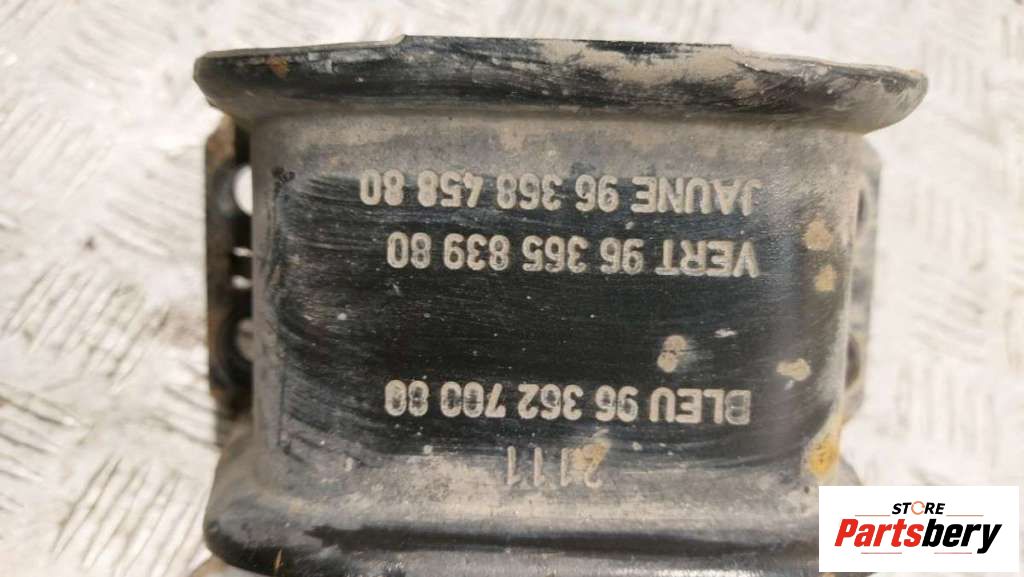 2111
BLEU 96 362 700 80
VERT 96 365 839 80
JAUNE 96 368 458 80
STORE
Partsbery